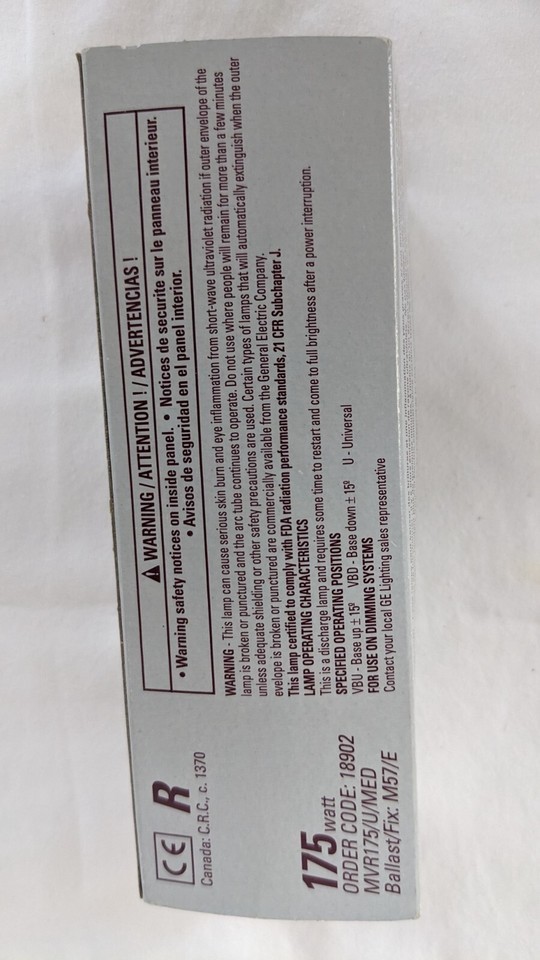 ⚠ WARNING / ATTENTION ! / ADVERTENCIAS !
• Warning safety notices on inside panel. • Notices de securite sur le panneau interieur.
• Avisos de seguridad en el panel interior.
WARNING - This lamp can cause serious skin burn and eye inflammation from short-wave ultraviolet radiation if outer envelope of the
lamp is broken or punctured and the arc tube continues to operate. Do not use where people will remain for more than a few minutes
unless adequate shielding or other safety precautions are used. Certain types of lamps that will automatically extinguish when the outer
evelope is broken or punctured are commercially available from the General Electric Company.
This lamp certified to comply with FDA radiation performance standards, 21 CFR Subchapter J.
LAMP OPERATING CHARACTERISTICS
This is a discharge lamp and requires some time to restart and come to full brightness after a power interruption.
SPECIFIED OPERATING POSITIONS
VBU - Base up ± 15º VBD - Base down ± 15º U - Universal
FOR USE ON DIMMING SYSTEMS
Contact your local GE Lighting sales representative
CE R
Canada: C.R.C., c. 1370
175 watt
ORDER CODE: 18902
MVR175/U/MED
Ballast/Fix: M57/E